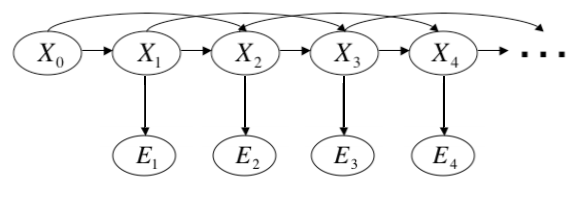 X₀ X₁ X₂ X₃ X₄ ...
E₁ E₂ E₃ E₄